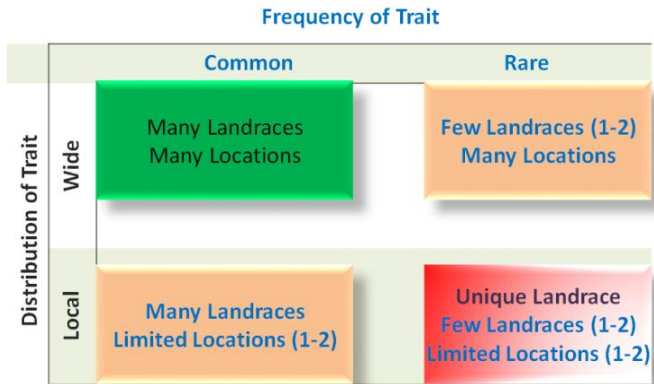 Frequency of Trait
Common
Rare
Distribution of Trait
Wide
Many Landraces
Many Locations
Few Landraces (1-2)
Many Locations
Local
Many Landraces
Limited Locations (1-2)
Unique Landrace
Few Landraces (1-2)
Limited Locations (1-2)